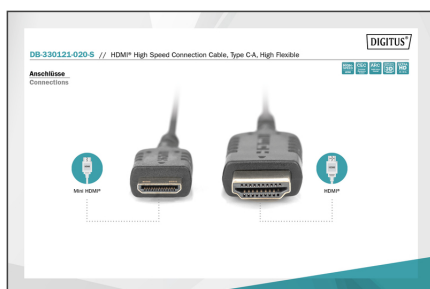 DIGITUS®
DB-330121-020-S // HDMI® High Speed Connection Cable, Type C-A, High Flexible
Anschlüsse
Connections
Mini HDMI®
HDMI®